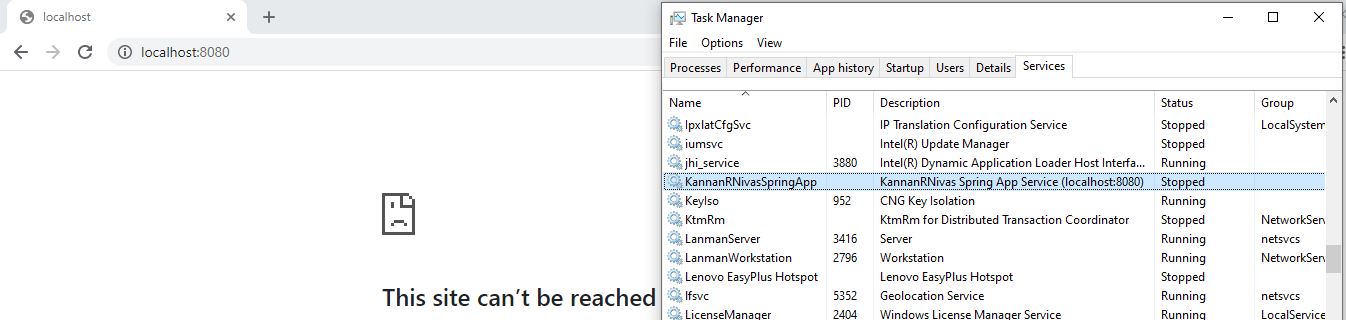 localhost
localhost:8080
This site can't be reached
Task Manager
File Options View
Processes Performance App history Startup Users Details Services
Name PID Description Status Group
IpxlatCfgSvc IP Translation Configuration Service Stopped LocalSystem
iumsvc Intel(R) Update Manager Stopped
jhi_service 3880 Intel(R) Dynamic Application Loader Host Interfa... Running
KannanRNivasSpringApp KannanRNivas Spring App Service (localhost:8080) Stopped
KeyIso 952 CNG Key Isolation Running
KtmRm KtmRm for Distributed Transaction Coordinator Stopped NetworkServ
LanmanServer 3416 Server Running netsvcs
LanmanWorkstation 2796 Workstation Running NetworkServ
Lenovo EasyPlus Hotspot Lenovo EasyPlus Hotspot Stopped
lfsvc 5352 Geolocation Service Running netsvcs
LicenseManager 2404 Windows License Manager Service Running LocalService